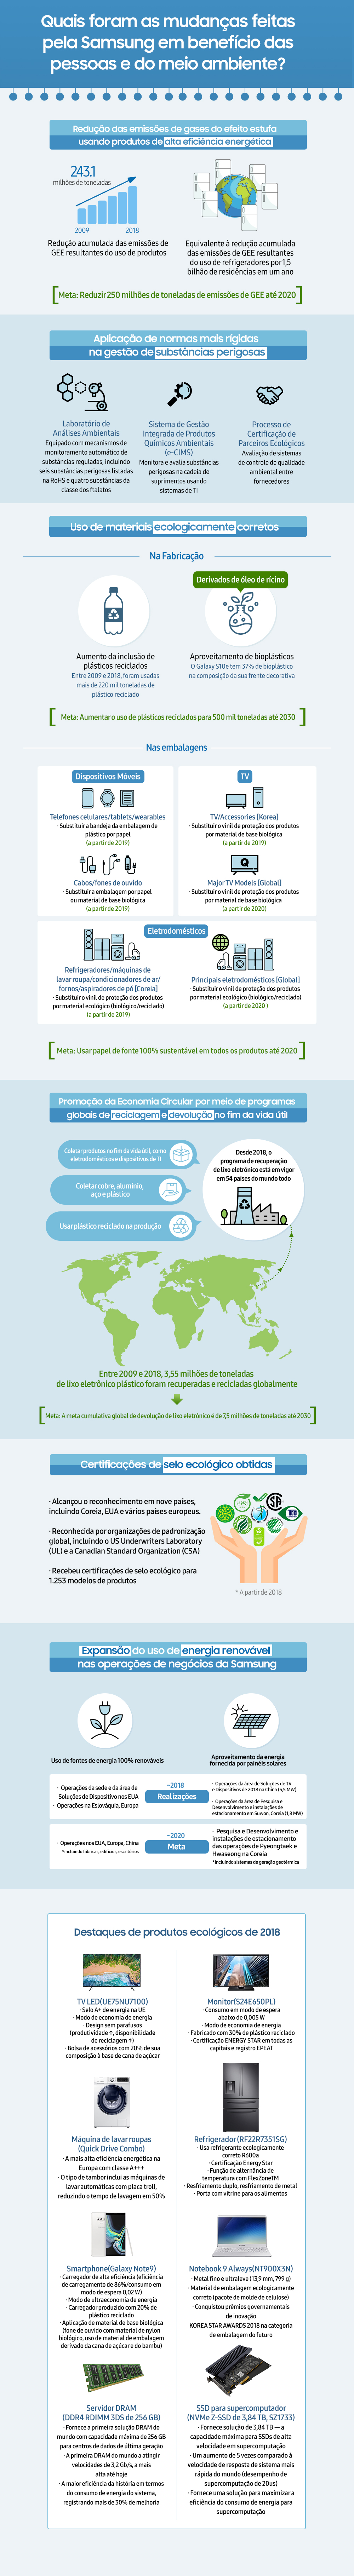 Quais foram as mudanças feitas
pela Samsung em benefício das
pessoas e do meio ambiente?
Redução das emissões de gases do efeito estufa
usando produtos de alta eficiência energética
243.1
milhões de toneladas
2009 2018
Redução acumulada das emissões de
GEE resultantes do uso de produtos
Equivalente à redução acumulada
das emissões de GEE resultantes
do uso de refrigeradores por 1,5
bilhão de residências em um ano
[Meta: Reduzir 250 milhões de toneladas de emissões de GEE até 2020]
Aplicação de normas mais rígidas
na gestão de substâncias perigosas
Laboratório de
Análises Ambientais
Equipado com mecanismos de
monitoramento automático de
substâncias reguladas, incluindo
seis substâncias perigosas listadas
na RoHS e quatro substâncias da
classe dos ftalatos
Sistema de Gestão
Integrada de Produtos
Químicos Ambientais
(e-CIMS)
Monitora e avalia substâncias
perigosas na cadeia de
suprimentos usando
sistemas de TI
Processo de
Certificação de
Parceiros Ecológicos
Avaliação de sistemas
de controle de qualidade
ambiental entre
fornecedores
Uso de materiais ecologicamente corretos
Na Fabricação
Aumento da inclusão de
plásticos reciclados
Entre 2009 e 2018, foram usadas
mais de 220 mil toneladas de
plástico reciclado
Derivados de óleo de rícino
Aproveitamento de bioplásticos
O Galaxy S10e tem 37% de bioplástico
na composição da sua frente decorativa
[Meta: Aumentar o uso de plásticos reciclados para 500 mil toneladas até 2030]
Nas embalagens
Dispositivos Móveis
Telefones celulares/tablets/wearables
· Substituir a bandeja da embalagem de
plástico por papel
(a partir de 2019)
Cabos/fones de ouvido
· Substituir a embalagem por papel
ou material de base biológica
(a partir de 2019)
TV
TV/Accessories [Korea]
· Substituir o vinil de proteção dos produtos
por material de base biológica
(a partir de 2019)
Q
Major TV Models [Global]
· Substituir o vinil de proteção dos produtos
por material de base biológica
(a partir de 2020)
Eletrodomésticos
Refrigeradores/máquinas de
lavar roupa/condicionadores de ar/
fornos/aspiradores de pó [Coreia]
· Substituir o vinil de proteção dos produtos
por material ecológico (biológico/reciclado)
(a partir de 2019)
Principais eletrodomésticos [Global]
· Substituir o vinil de proteção dos produtos
por material ecológico (biológico/reciclado)
(a partir de 2020 )
[Meta: Usar papel de fonte 100% sustentável em todos os produtos até 2020]
Promoção da Economia Circular por meio de programas
globais de reciclagem e devolução no fim da vida útil
Coletar produtos no fim da vida útil, como
eletrodomésticos e dispositivos de TI
Coletar cobre, alumínio,
aço e plástico
Usar plástico reciclado na produção
Desde 2018, o
programa de recuperação
de lixo eletrônico está em vigor
em 54 países do mundo todo
Entre 2009 e 2018, 3,55 milhões de toneladas
de lixo eletrônico plástico foram recuperadas e recicladas globalmente
[Meta: A meta cumulativa global de devolução de lixo eletrônico é de 7,5 milhões de toneladas até 2030]
Certificações de selo ecológico obtidas
· Alcançou o reconhecimento em nove países,
incluindo Coreia, EUA e vários países europeus.
· Reconhecida por organizações de padronização
global, incluindo o US Underwriters Laboratory
(UL) e a Canadian Standard Organization (CSA)
· Recebeu certificações de selo ecológico para
1.253 modelos de produtos
* A partir de 2018
Expansão do uso de energia renovável
nas operações de negócios da Samsung
Uso de fontes de energia 100% renováveis
Aproveitamento da energia
fornecida por painéis solares
· Operações da sede e da área de
Soluções de Dispositivo nos EUA
· Operações na Eslováquia, Europa
~2018
Realizações
· Operações da área de Soluções de TV
e Dispositivos de 2018 na China (5,5 MW)
· Operações da área de Pesquisa e
Desenvolvimento e instalações de
estacionamento em Suwon, Coreia (1,8 MW)
· Operações nos EUA, Europa, China
*Incluindo fábricas, edifícios, escritórios
~2020
Meta
· Pesquisa e Desenvolvimento e
instalações de estacionamento
das operações de Pyeongtaek e
Hwaseong na Coreia
*Incluindo sistemas de geração geotérmica
Destaques de produtos ecológicos de 2018
TV LED(UE75NU7100)
· Selo A+ de energia na UE
· Modo de economia de energia
· Design sem parafusos
(produtividade ↑, disponibilidade
de reciclagem ↑)
· Bolsa de acessórios com 20% de sua
composição à base de cana de açúcar
Monitor(S24E650PL)
· Consumo em modo de espera
abaixo de 0,005 W
· Modo de economia de energia
· Fabricado com 30% de plástico reciclado
· Certificação ENERGY STAR em todas as
capitais e registro EPEAT
Máquina de lavar roupas
(Quick Drive Combo)
· A mais alta eficiência energética na
Europa com classe A+++
· O tipo de tambor inclui as máquinas de
lavar automáticas com placa troll,
reduzindo o tempo de lavagem em 50%
Refrigerador (RF22R7351SG)
· Usa refrigerante ecologicamente
correto R600a
· Certificação Energy Star
· Função de alternância de
temperatura com FlexZoneTM
· Resfriamento duplo, resfriamento de metal
· Porta com vitrine para os alimentos
Smartphone(Galaxy Note9)
· Carregador de alta eficiência (eficiência
de carregamento de 86%/consumo em
modo de espera 0,02 W)
· Modo de ultraeconomia de energia
· Carregador produzido com 20% de
plástico reciclado
· Aplicação de material de base biológica
(fone de ouvido com material de nylon
biológico, uso de material de embalagem
derivado da cana de açúcar e do bambu)
Notebook 9 Always(NT900X3N)
· Metal fino e ultraleve (13,9 mm, 799 g)
· Material de embalagem ecologicamente
correto (pacote de molde de celulose)
· Conquistou prêmios governamentais
de inovação
KOREA STAR AWARDS 2018 na categoria
de embalagem do futuro
Servidor DRAM
(DDR4 RDIMM 3DS de 256 GB)
· Fornece a primeira solução DRAM do
mundo com capacidade máxima de 256 GB
para centros de dados de última geração
· A primeira DRAM do mundo a atingir
velocidades de 3,2 Gb/s, a mais
alta até hoje
· A maior eficiência da história em termos
do consumo de energia do sistema,
registrando mais de 30% de melhoria
SSD para supercomputador
(NVMe Z-SSD de 3,84 TB, SZ1733)
· Fornece solução de 3,84 TB — a
capacidade máxima para SSDs de alta
velocidade em supercomputação
· Um aumento de 5 vezes comparado à
velocidade de resposta de sistema mais
rápida do mundo (desempenho de
supercomputação de 20us)
· Fornece uma solução para maximizar a
eficiência do consumo de energia para
supercomputação